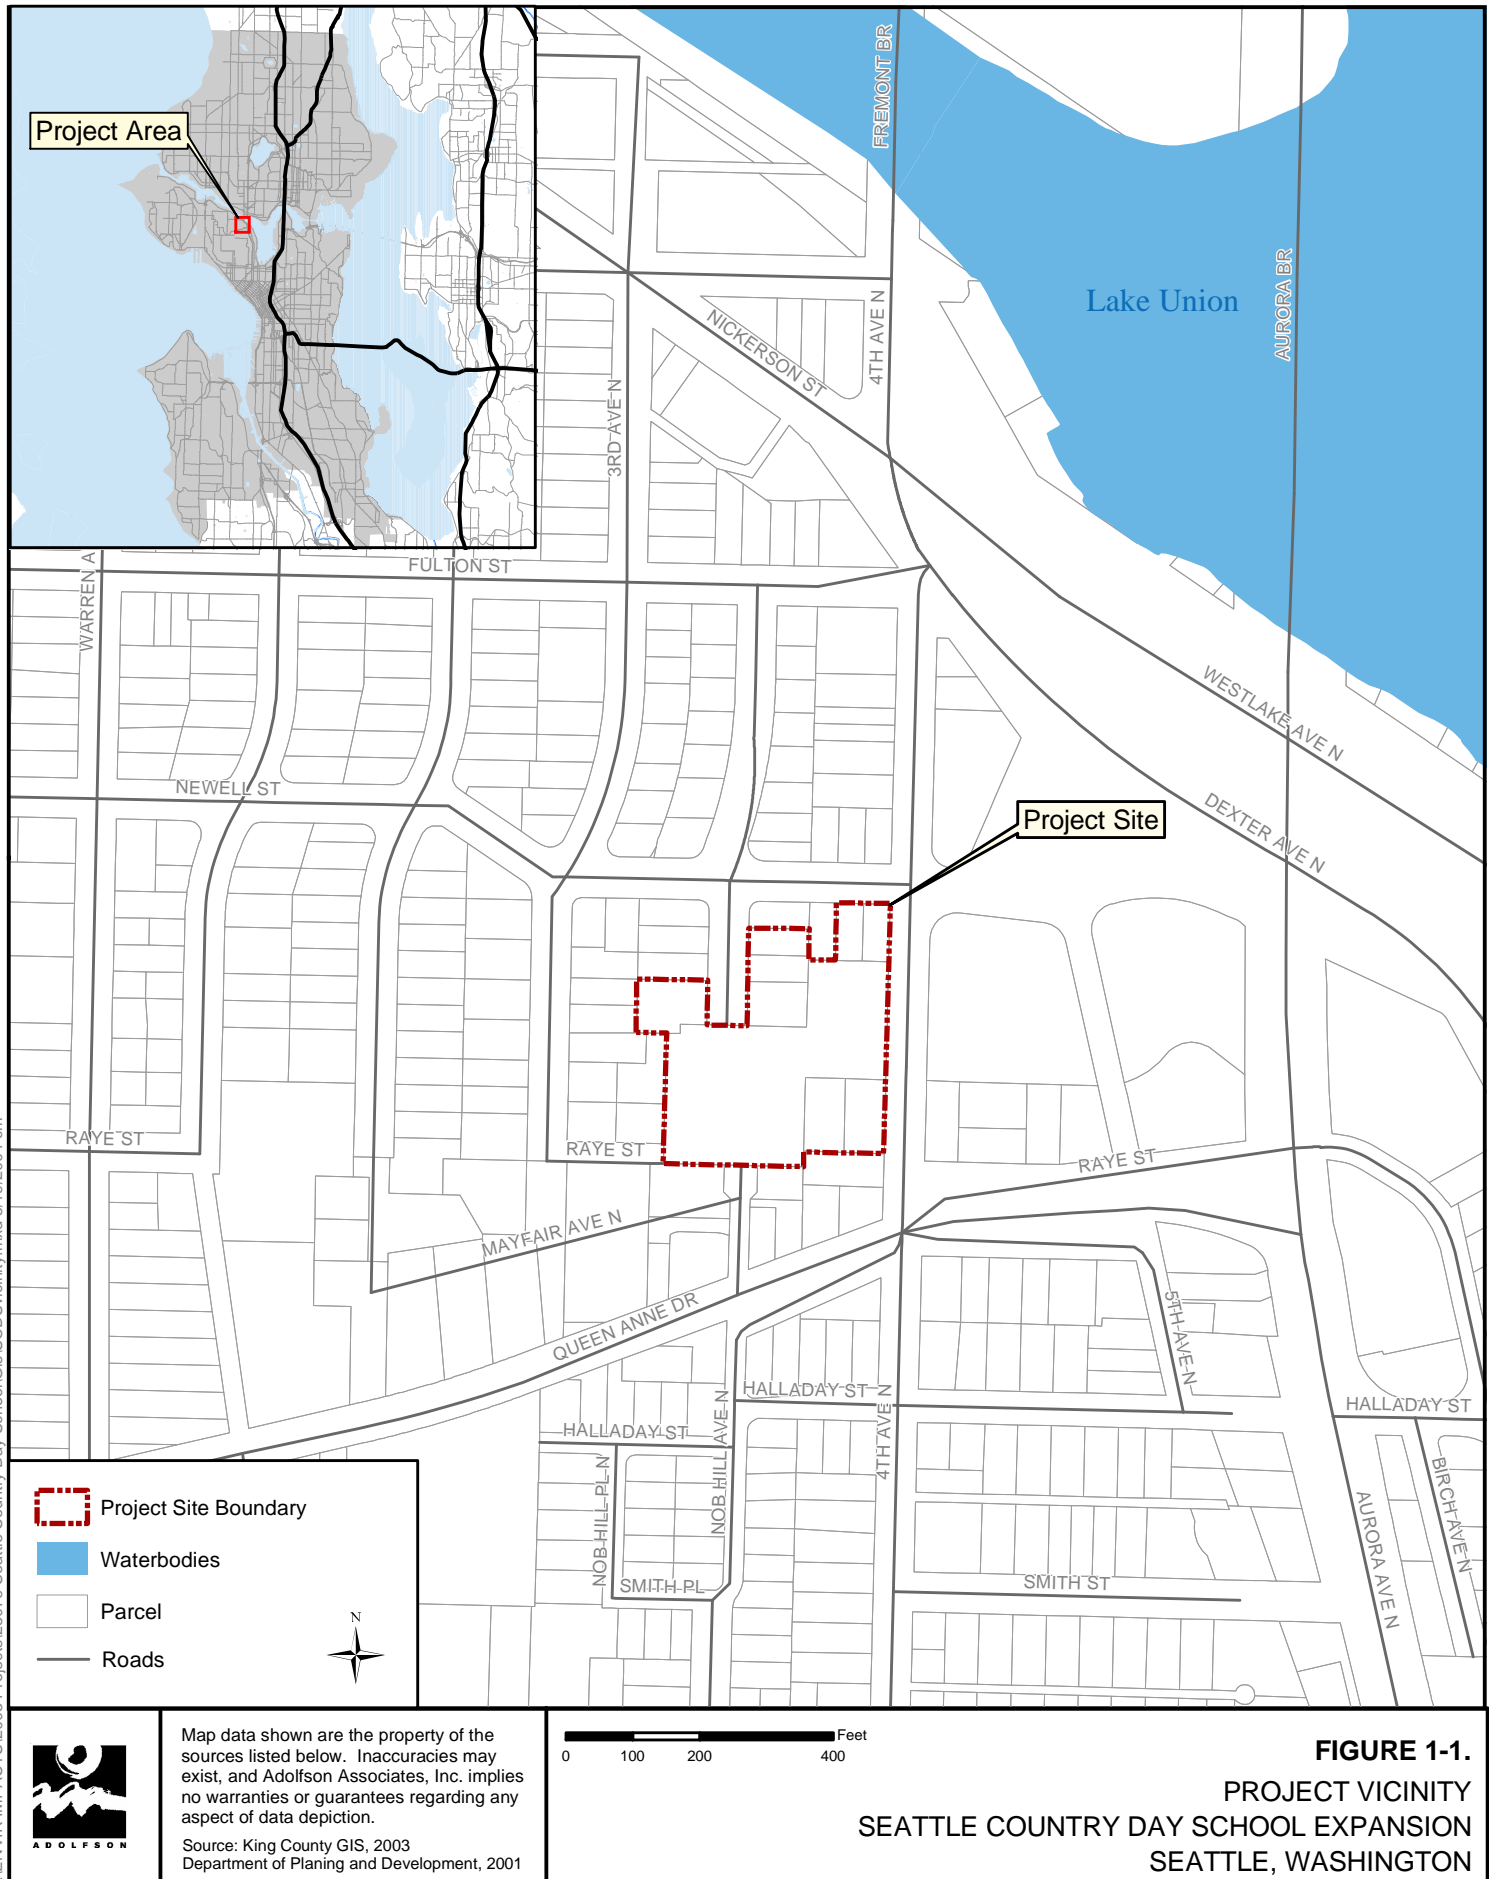 Project Area
FREMONT BR
AURORA BR
Lake Union
4TH AVE N
NICKERSON ST
3RD AVE N
FULTON ST
WARREN A
WESTLAKE AVE N
NEWELL ST
DEXTER AVE N
Project Site
RAYE ST
RAYE ST
RAYE ST
MAYFAIR AVE N
QUEEN ANNE DR
5TH AVE N
HALLADAY ST
HALLADAY ST
HALLADAY ST
NOB HILL AVE N
4TH AVE N
NOB HILL PL N
BIRCH AVE N
AURORA AVE N
SMITH PL
SMITH ST
Project Site Boundary
Waterbodies
Parcel
Roads
N
ADOLFSON
Map data shown are the property of the
sources listed below. Inaccuracies may
exist, and Adolfson Associates, Inc. implies
no warranties or guarantees regarding any
aspect of data depiction.
Source: King County GIS, 2003
Department of Planing and Development, 2001
Feet
0 100 200 400
FIGURE 1-1.
PROJECT VICINITY
SEATTLE COUNTRY DAY SCHOOL EXPANSION
SEATTLE, WASHINGTON